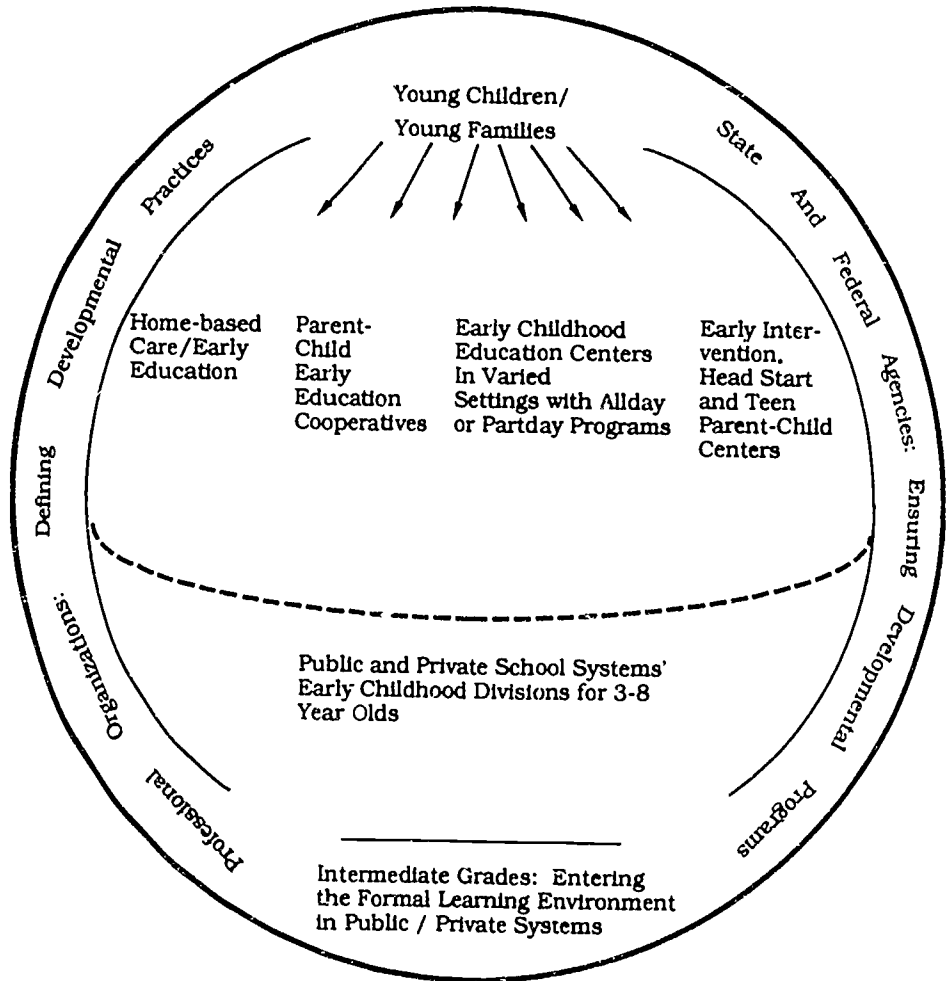 Young Children/
Young Families
Home-based
Care/Early
Education
Parent-
Child
Early
Education
Cooperatives
Early Childhood
Education Centers
In Varied
Settings with Allday
or Partday Programs
Early Inter-
vention,
Head Start
and Teen
Parent-Child
Centers
Public and Private School Systems'
Early Childhood Divisions for 3-8
Year Olds
Intermediate Grades: Entering
the Formal Learning Environment
in Public / Private Systems
Professional Organizations: Defining Developmental Practices
State And Federal Agencies: Ensuring Developmental Programs